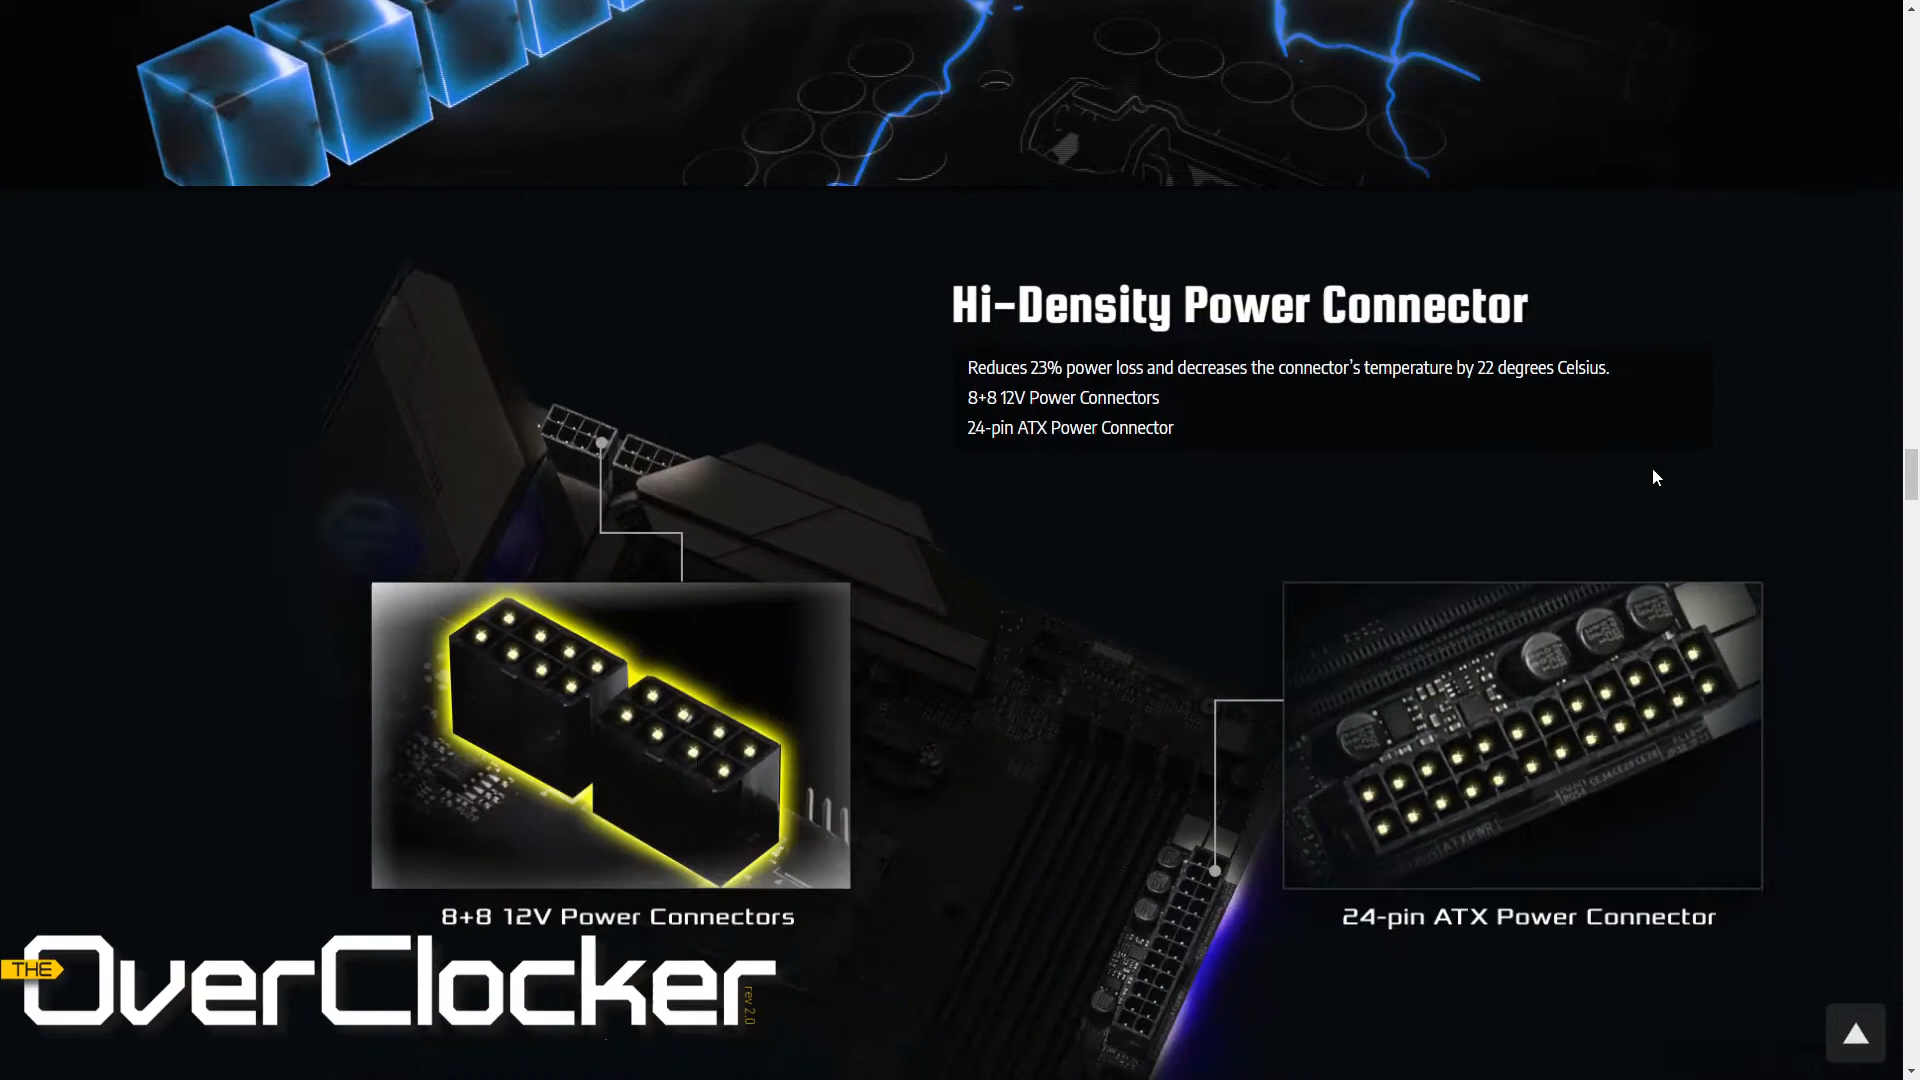 Hi-Density Power Connector
Reduces 23% power loss and decreases the connector’s temperature by 22 degrees Celsius.
8+8 12V Power Connectors
24-pin ATX Power Connector
ATXPWR1
8+8 12V Power Connectors
24-pin ATX Power Connector
THE
OverClocker
rev 2.0